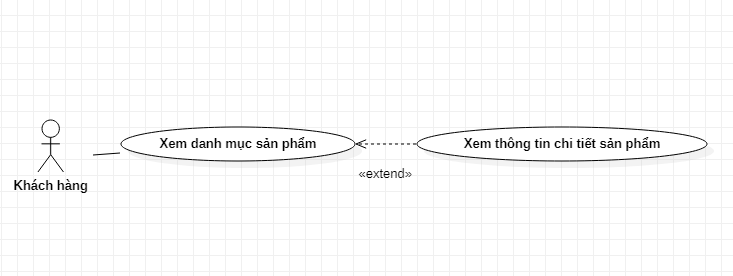 Xem danh mục sản phẩm
Xem thông tin chi tiết sản phẩm
«extend»
Khách hàng